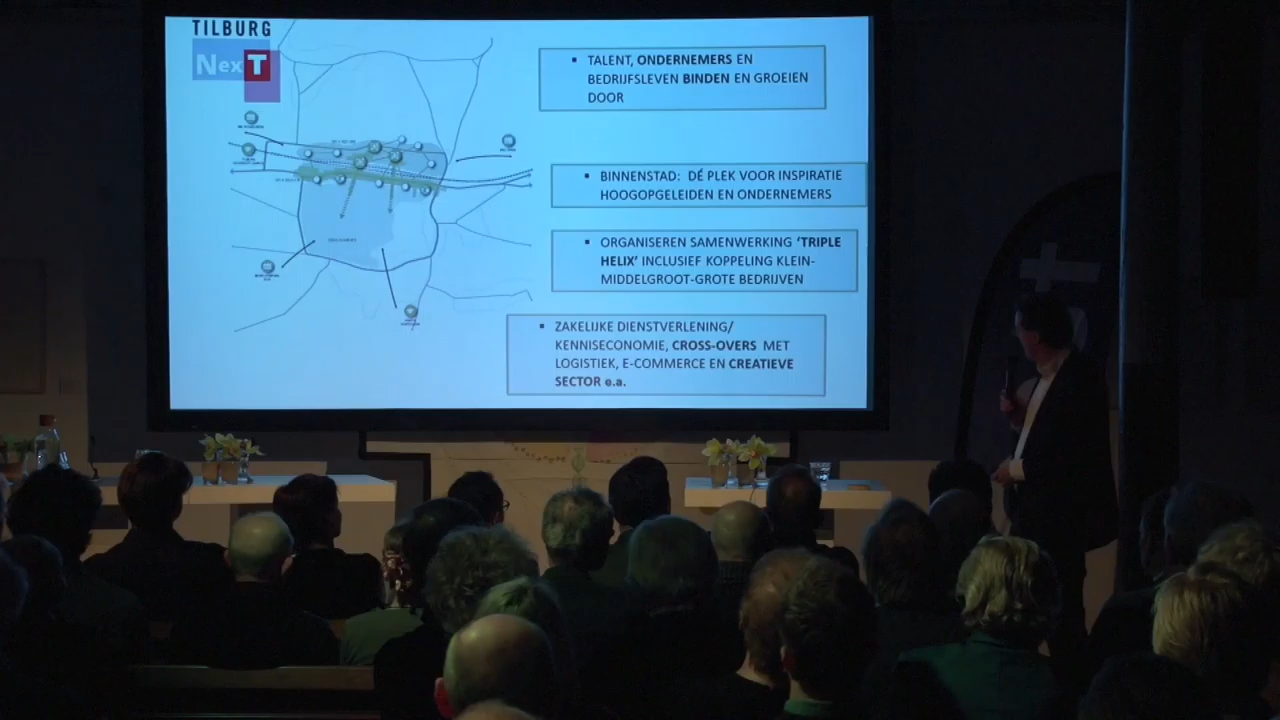 TILBURG
NexT
▪ TALENT, ONDERNEMERS EN
BEDRIJFSLEVEN BINDEN EN GROEIEN
DOOR
▪ BINNENSTAD: DÉ PLEK VOOR INSPIRATIE
HOOGOPGELEIDEN EN ONDERNEMERS
▪ ORGANISEREN SAMENWERKING ‘TRIPLE
HELIX’ INCLUSIEF KOPPELING KLEIN-
MIDDELGROOT-GROTE BEDRIJVEN
▪ ZAKELIJKE DIENSTVERLENING/
KENNISECONOMIE, CROSS-OVERS MET
LOGISTIEK, E-COMMERCE EN CREATIEVE
SECTOR e.a.